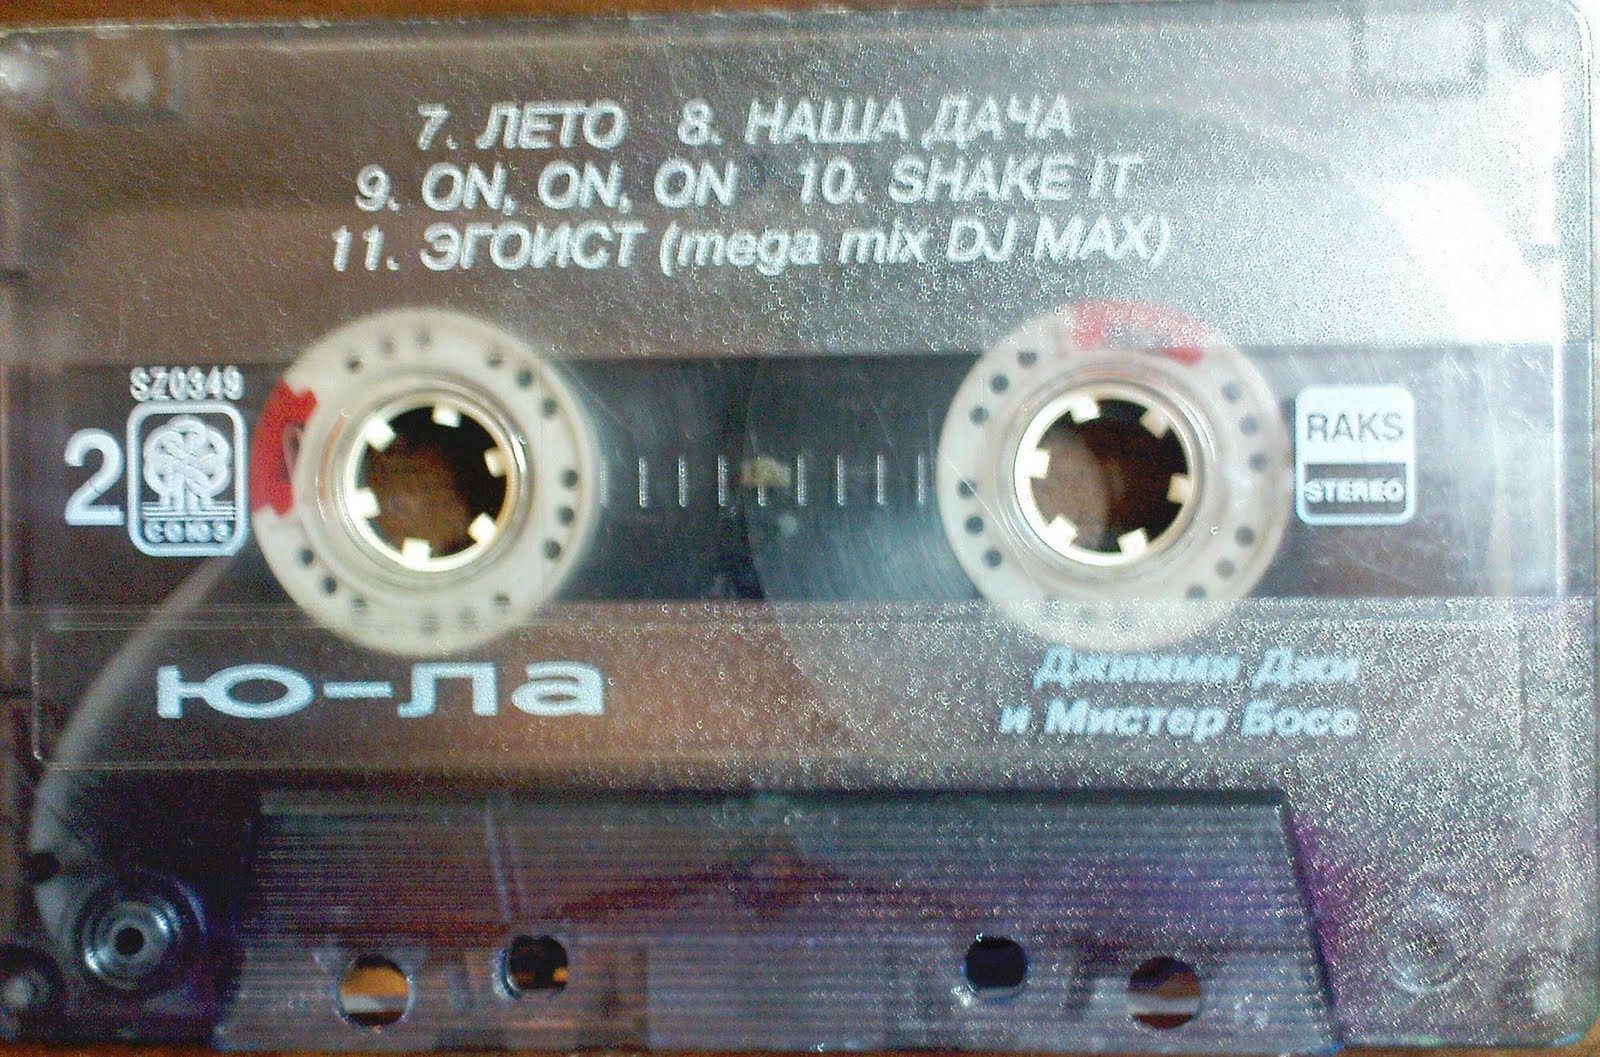 7. ЛЕТО 8. НАША ДАЧА
9. ON, ON, ON 10. SHAKE IT
11. ЭГОИСТ (mega mix DJ MAX)
SZ0349
2
СОЮЗ
RAKS
STEREO
Ю-ла
Джимми Джи
и Мистер Босс